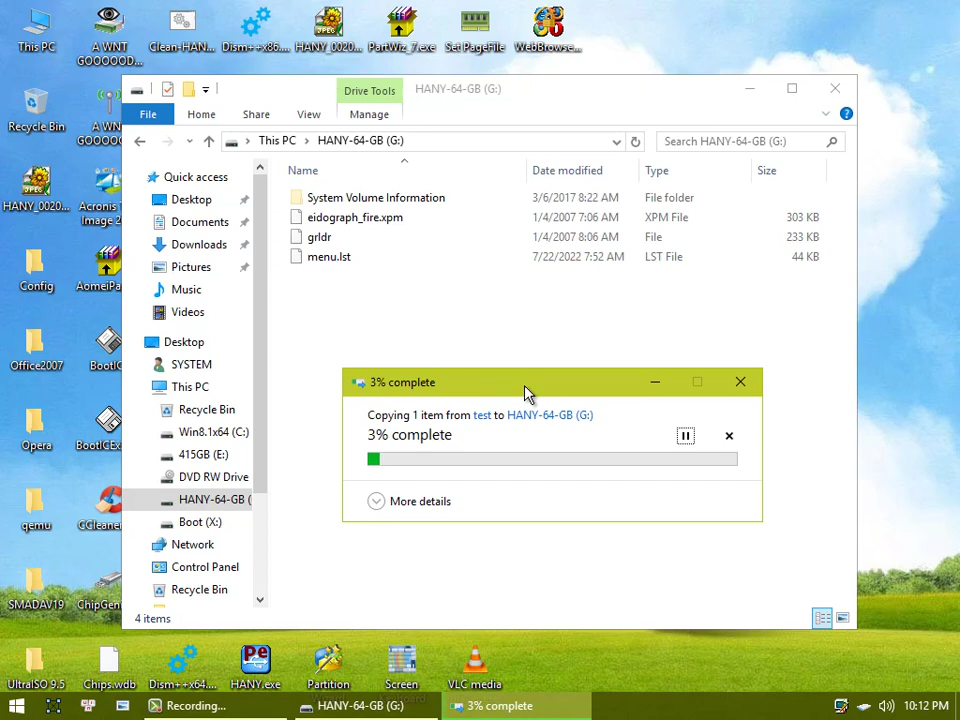 This PC
A WNT
GOOOOD...
Clean-HAN...
Dism++x86....
HANY_0020...
PartWiz_7.exe
Set PageFile
WebBrowse...
Recycle Bin
A WN
GOOOO
HANY_0020...
Acronis
Image 2
Config
AomeiPa
Office2007
BootIC
Opera
BootICEx
qemu
CCleane
SMADAV19
ChipGen
UltraISO 9.5
Chips.wdb
Dism++x64....
HANY.exe
Partition
Screen
VLC media
Drive Tools
HANY-64-GB (G:)
File
Home
Share
View
Manage
This PC
HANY-64-GB (G:)
Search HANY-64-GB (G:)
Quick access
Desktop
Documents
Downloads
Pictures
Music
Videos
Desktop
SYSTEM
This PC
Recycle Bin
Win8.1x64 (C:)
415GB (E:)
DVD RW Drive
HANY-64-GB (
Boot (X:)
Network
Control Panel
Recycle Bin
Name Date modified Type Size
System Volume Information 3/6/2017 8:22 AM File folder
eidograph_fire.xpm 1/4/2007 7:06 AM XPM File 303 KB
grldr 1/4/2007 8:06 AM File 233 KB
menu.lst 7/22/2022 7:52 AM LST File 44 KB
3% complete
Copying 1 item from test to HANY-64-GB (G:)
3% complete
More details
4 items
Recording...
HANY-64-GB (G:)
3% complete
10:12 PM